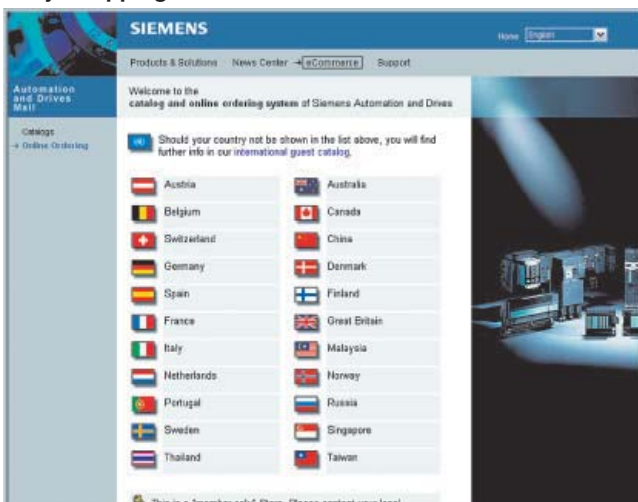 SIEMENS
Home English
Products & Solutions News Center → eCommerce Support
Automation
and Drives
Mall
Catalogs
→ Online Ordering
Welcome to the
catalog and online ordering system of Siemens Automation and Drives
Should your country not be shown in the list above, you will find
further info in our international guest catalog.
Austria Australia
Belgium Canada
Switzerland China
Germany Denmark
Spain Finland
France Great Britain
Italy Malaysia
Netherlands Norway
Portugal Russia
Sweden Singapore
Thailand Taiwan